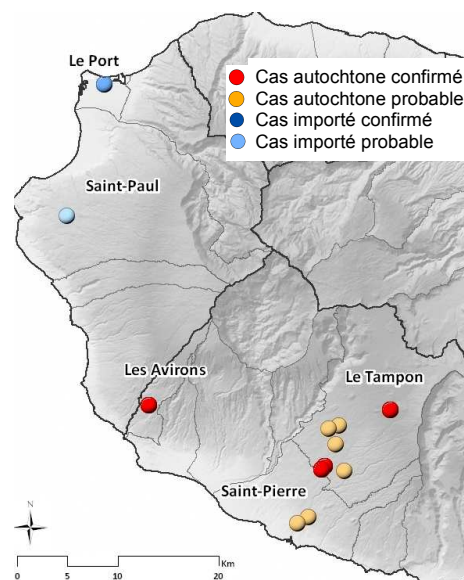 Le Port
Cas autochtone confirmé
Cas autochtone probable
Cas importé confirmé
Cas importé probable
Saint-Paul
Les Avirons
Le Tampon
Saint-Pierre
N
0 5 10 20
Km